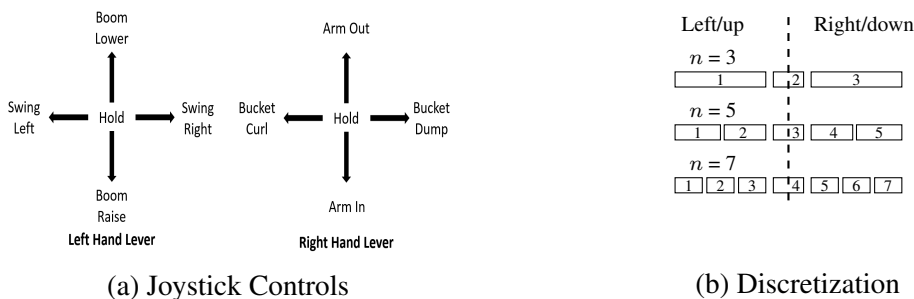 Boom
Lower
Swing
Left
Hold
Swing
Right
Boom
Raise
Left Hand Lever
Arm Out
Bucket
Curl
Hold
Bucket
Dump
Arm In
Right Hand Lever
(a) Joystick Controls
Left/up Right/down
n = 3
1 2 3
n = 5
1 2 3 4 5
n = 7
1 2 3 4 5 6 7
(b) Discretization